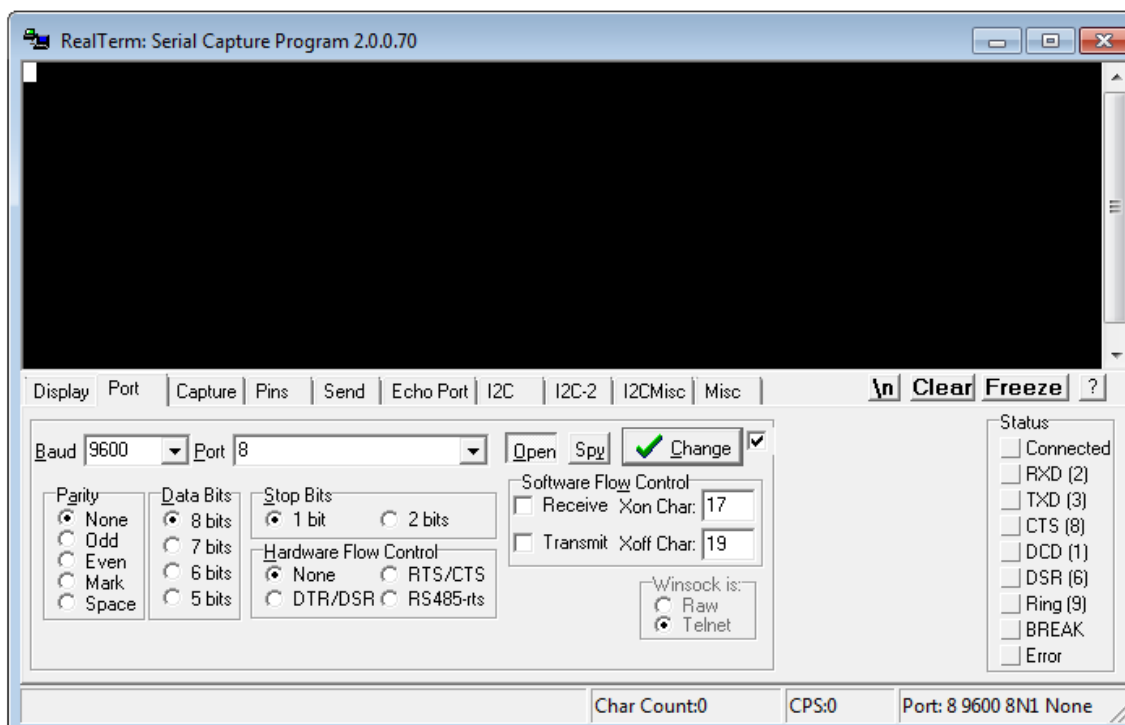 RealTerm: Serial Capture Program 2.0.0.70
Display Port Capture Pins Send Echo Port I2C I2C-2 I2CMisc Misc \n Clear Freeze ?
Baud 9600 Port 8 Open Spy Change
Parity
None
Odd
Even
Mark
Space
Data Bits
8 bits
7 bits
6 bits
5 bits
Stop Bits
1 bit 2 bits
Hardware Flow Control
None RTS/CTS
DTR/DSR RS485-rts
Software Flow Control
Receive Xon Char: 17
Transmit Xoff Char: 19
Winsock is:
Raw
Telnet
Status
Connected
RXD (2)
TXD (3)
CTS (8)
DCD (1)
DSR (6)
Ring (9)
BREAK
Error
Char Count:0 CPS:0 Port: 8 9600 8N1 None